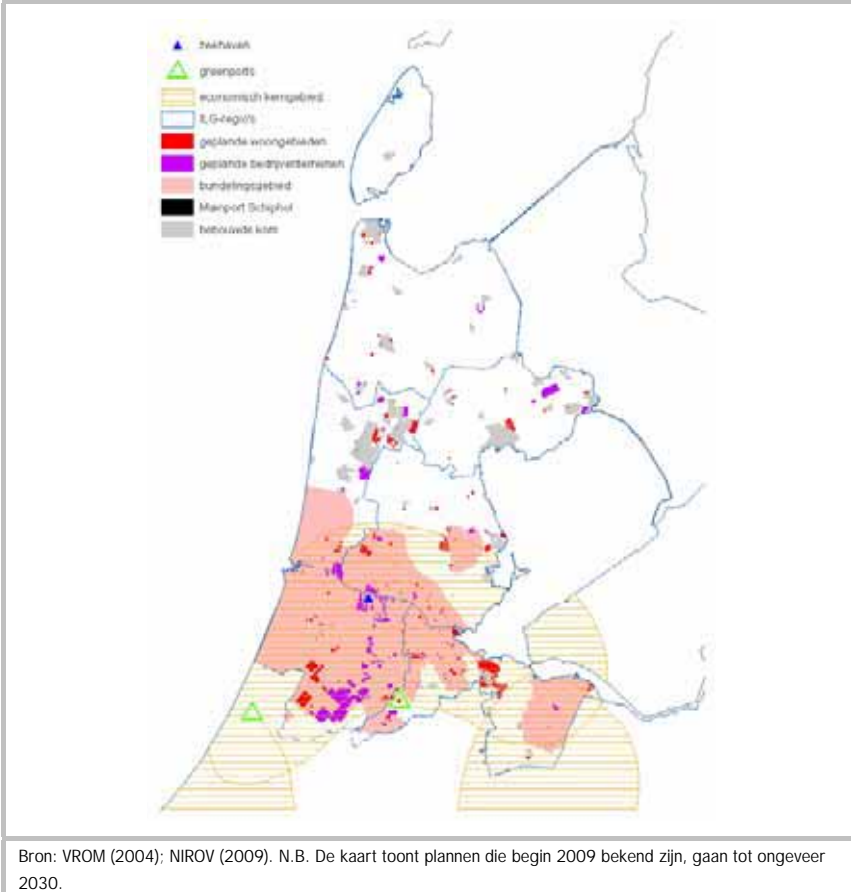 zeehaven
greenports
economisch kerngebied
ILG-regio's
geplande woongebieden
geplande bedrijventerreinen
bundelingsgebied
Mainport Schiphol
bebouwde kom
Bron: VROM (2004); NIROV (2009). N.B. De kaart toont plannen die begin 2009 bekend zijn, gaan tot ongeveer
2030.